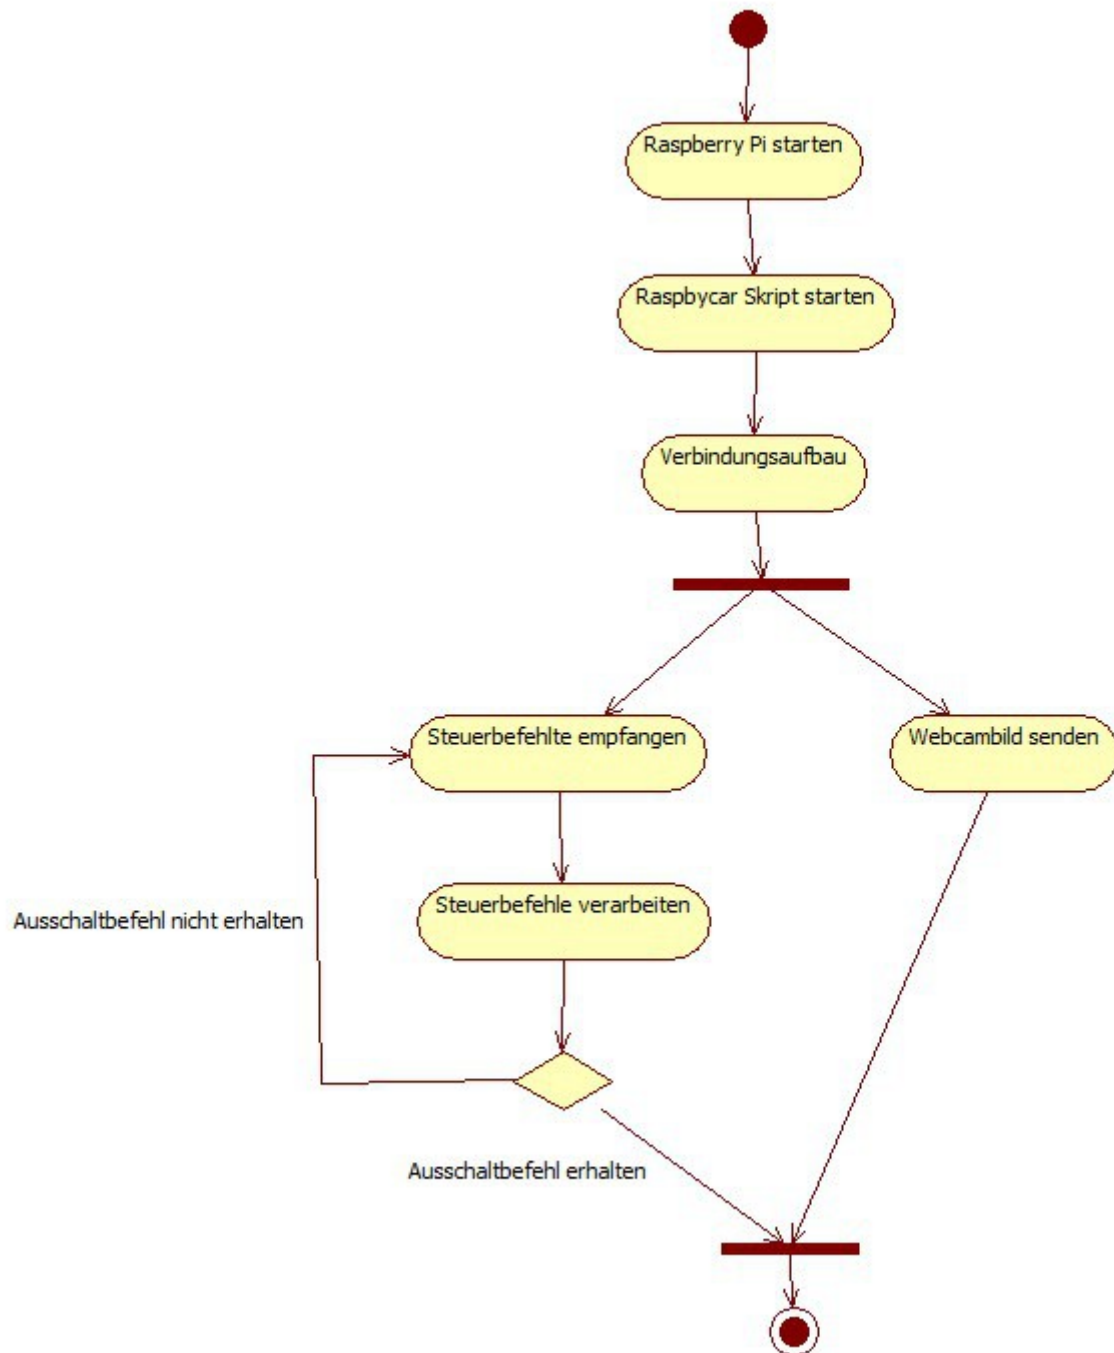 Raspberry Pi starten
Raspbycar Skript starten
Verbindungsaufbau
Steuerbefehlte empfangen
Webcambild senden
Steuerbefehle verarbeiten
Ausschaltbefehl nicht erhalten
Ausschaltbefehl erhalten